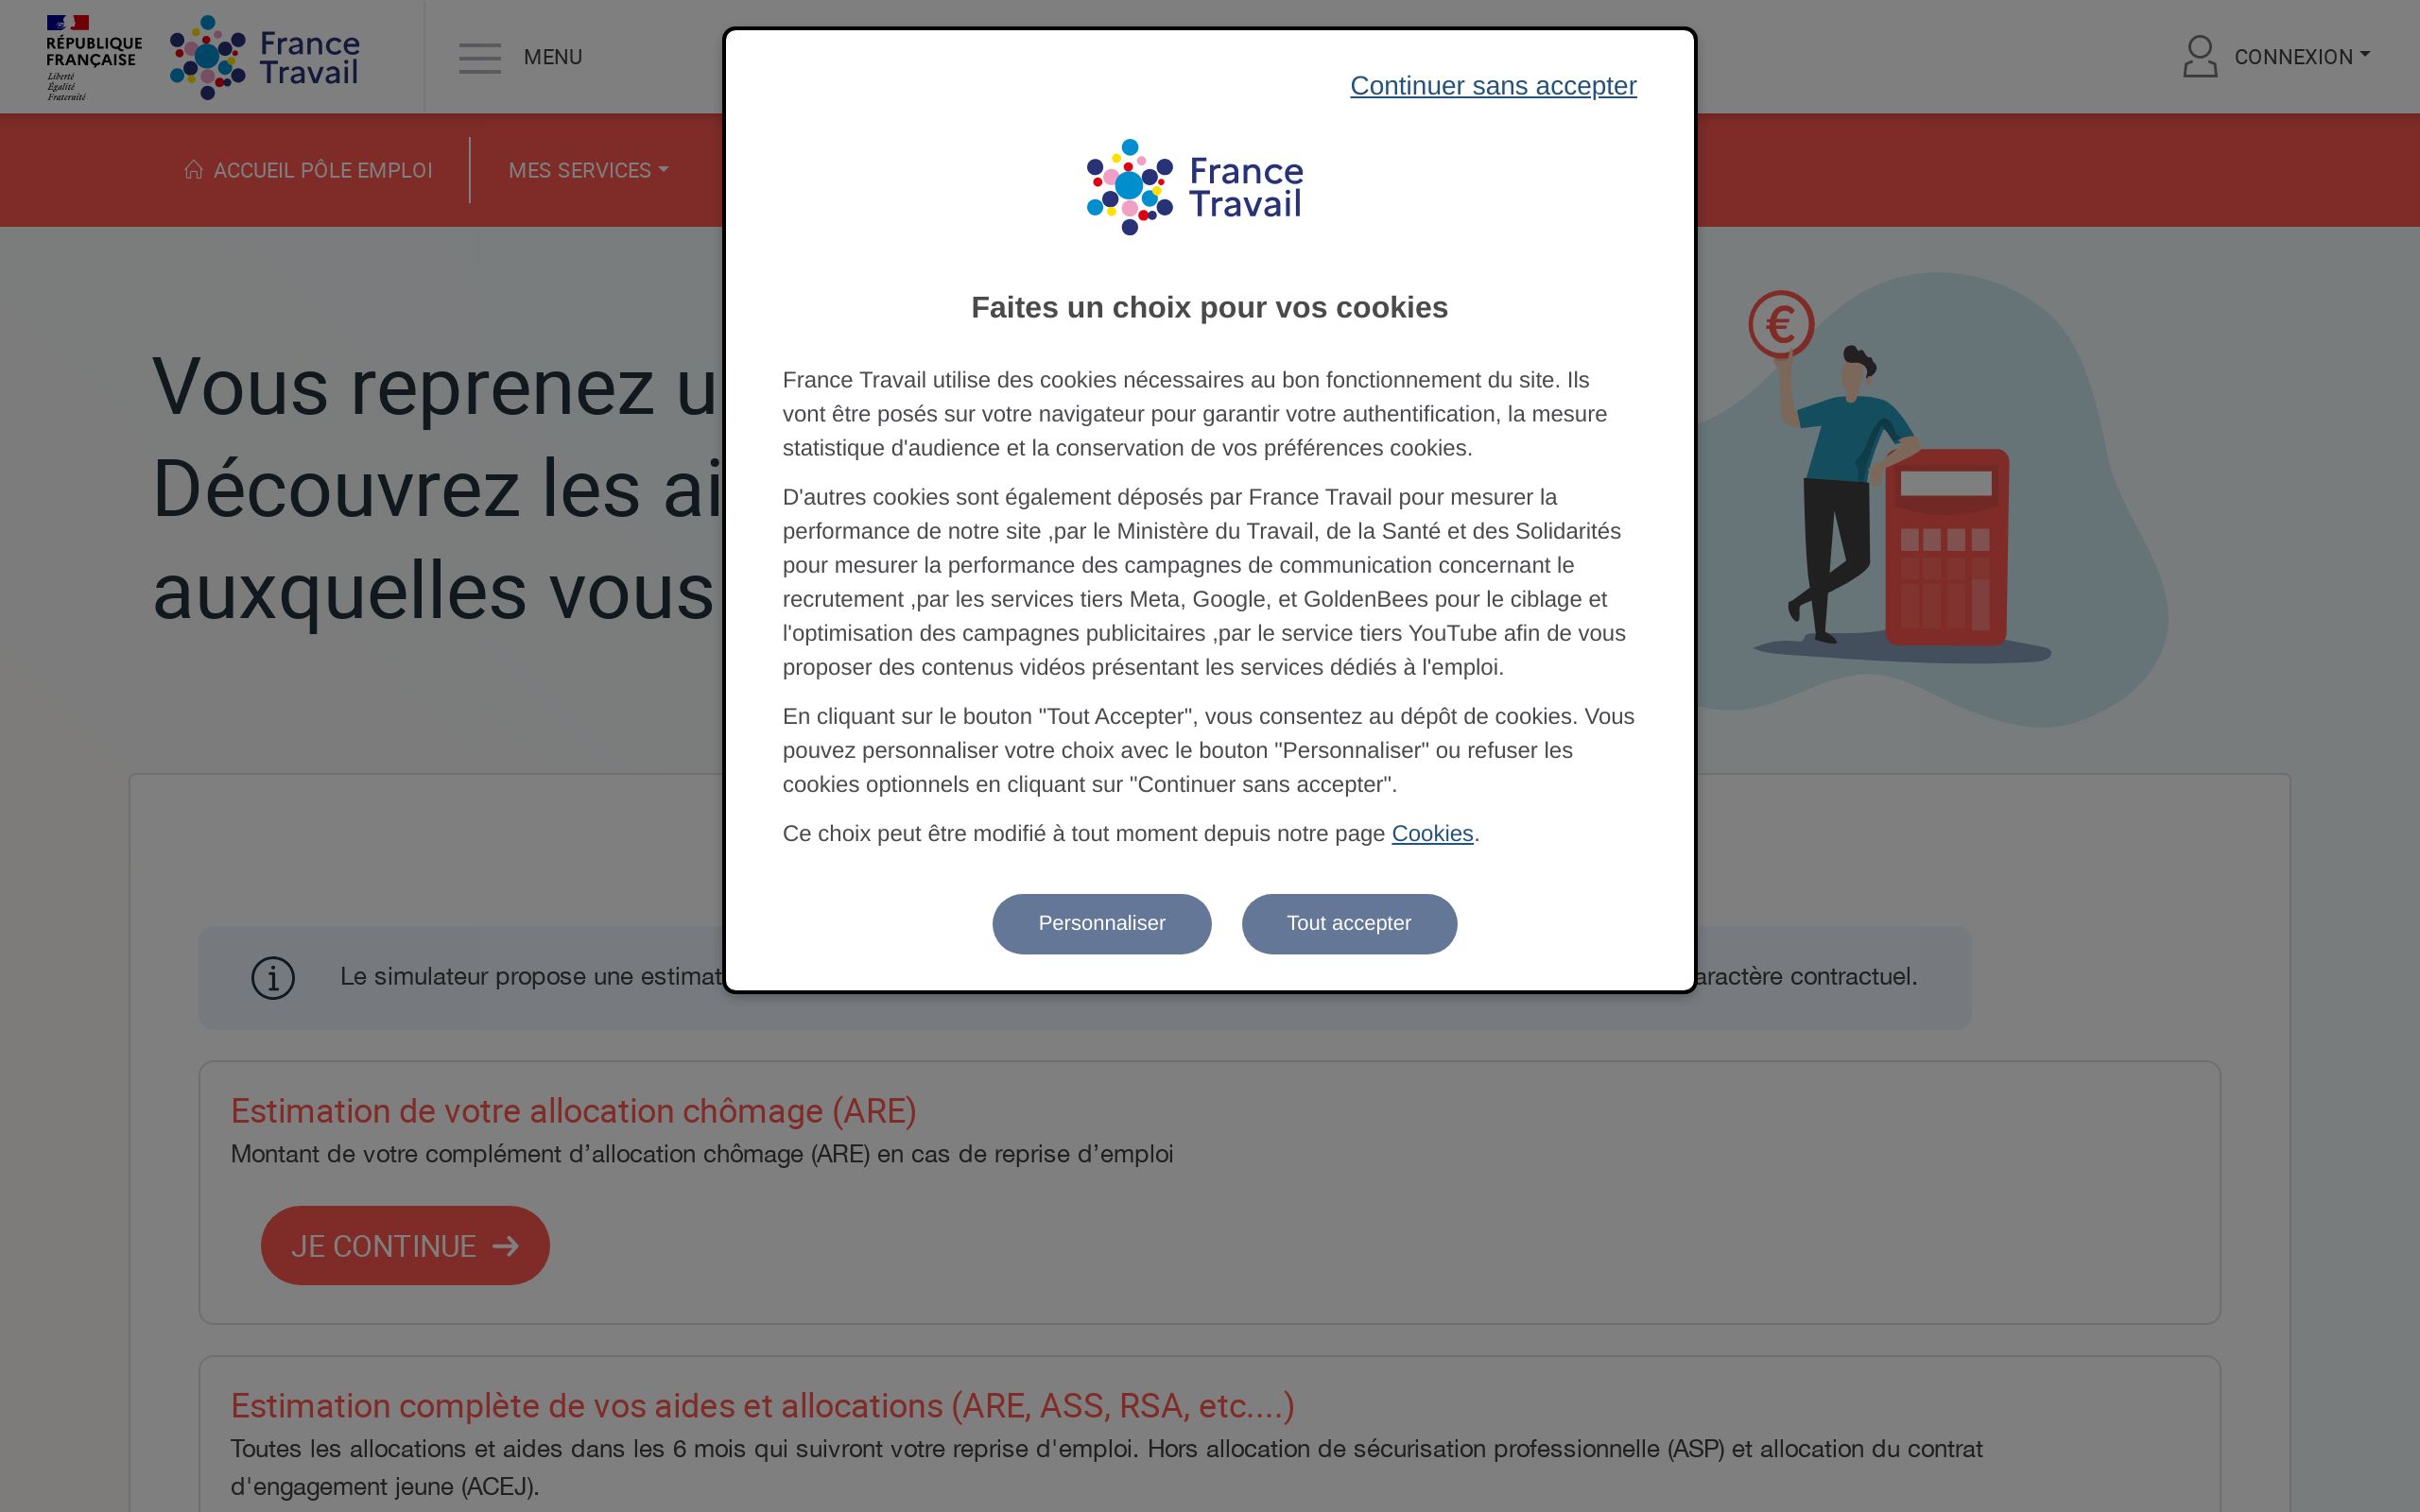 RÉPUBLIQUE
FRANÇAISE
Liberté
Égalité
Fraternité
France
Travail
MENU
CONNEXION
ACCUEIL PÔLE EMPLOI
MES SERVICES
Vous reprenez u
Découvrez les ai
auxquelles vous
€
Continuer sans accepter
France
Travail
Faites un choix pour vos cookies
France Travail utilise des cookies nécessaires au bon fonctionnement du site. Ils
vont être posés sur votre navigateur pour garantir votre authentification, la mesure
statistique d'audience et la conservation de vos préférences cookies.
D'autres cookies sont également déposés par France Travail pour mesurer la
performance de notre site ,par le Ministère du Travail, de la Santé et des Solidarités
pour mesurer la performance des campagnes de communication concernant le
recrutement ,par les services tiers Meta, Google, et GoldenBees pour le ciblage et
l'optimisation des campagnes publicitaires ,par le service tiers YouTube afin de vous
proposer des contenus vidéos présentant les services dédiés à l'emploi.
En cliquant sur le bouton "Tout Accepter", vous consentez au dépôt de cookies. Vous
pouvez personnaliser votre choix avec le bouton "Personnaliser" ou refuser les
cookies optionnels en cliquant sur "Continuer sans accepter".
Ce choix peut être modifié à tout moment depuis notre page Cookies.
Personnaliser
Tout accepter
Le simulateur propose une estimat
aractère contractuel.
Estimation de votre allocation chômage (ARE)
Montant de votre complément d’allocation chômage (ARE) en cas de reprise d’emploi
JE CONTINUE
Estimation complète de vos aides et allocations (ARE, ASS, RSA, etc....)
Toutes les allocations et aides dans les 6 mois qui suivront votre reprise d'emploi. Hors allocation de sécurisation professionnelle (ASP) et allocation du contrat
d'engagement jeune (ACEJ).